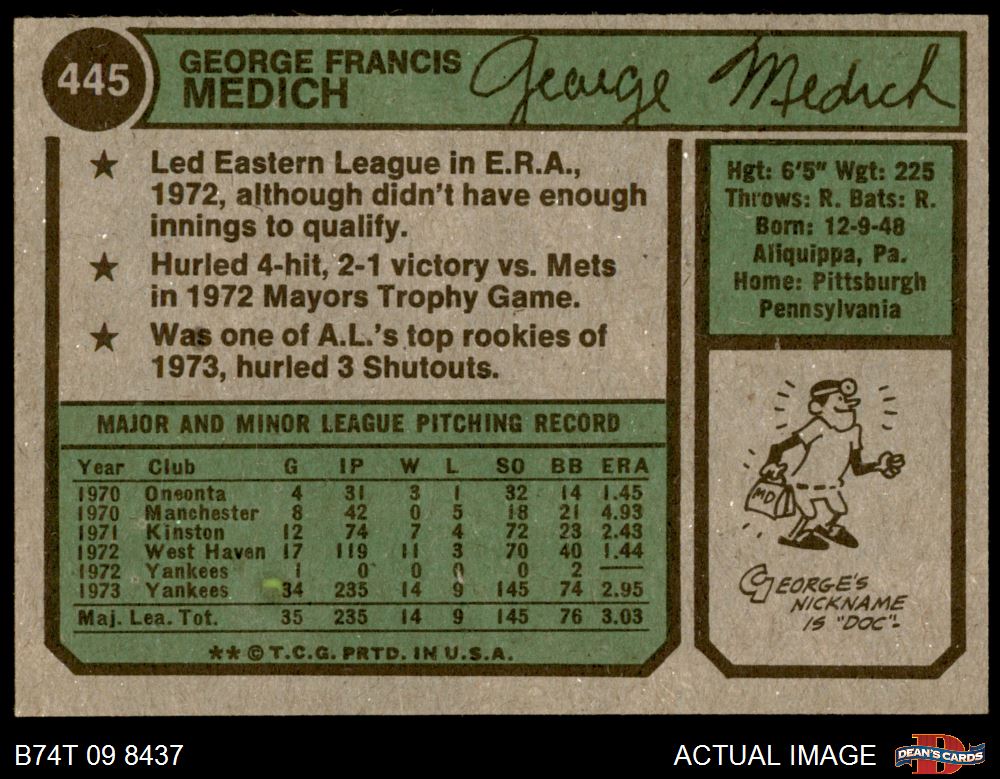 445
GEORGE FRANCIS
MEDICH
George Medich
★ Led Eastern League in E.R.A.,
1972, although didn't have enough
innings to qualify.
★ Hurled 4-hit, 2-1 victory vs. Mets
in 1972 Mayors Trophy Game.
★ Was one of A.L.'s top rookies of
1973, hurled 3 Shutouts.
Hgt: 6'5" Wgt: 225
Throws: R. Bats: R.
Born: 12-9-48
Aliquippa, Pa.
Home: Pittsburgh
Pennsylvania
MAJOR AND MINOR LEAGUE PITCHING RECORD
Year Club G IP W L SO BB ERA
1970 Oneonta 4 31 3 1 32 14 1.45
1970 Manchester 8 42 0 5 18 21 4.93
1971 Kinston 12 74 7 4 72 23 2.43
1972 West Haven 17 119 11 3 70 40 1.44
1972 Yankees 1 0 0 0 0 2 —
1973 Yankees 34 235 14 9 145 74 2.95
Maj. Lea. Tot. 35 235 14 9 145 76 3.03
** © T.C.G. PRTD. IN U.S.A.
MD
GEORGE'S
NICKNAME
IS "DOC"-
B74T 09 8437
ACTUAL IMAGE
DEAN'S CARDS